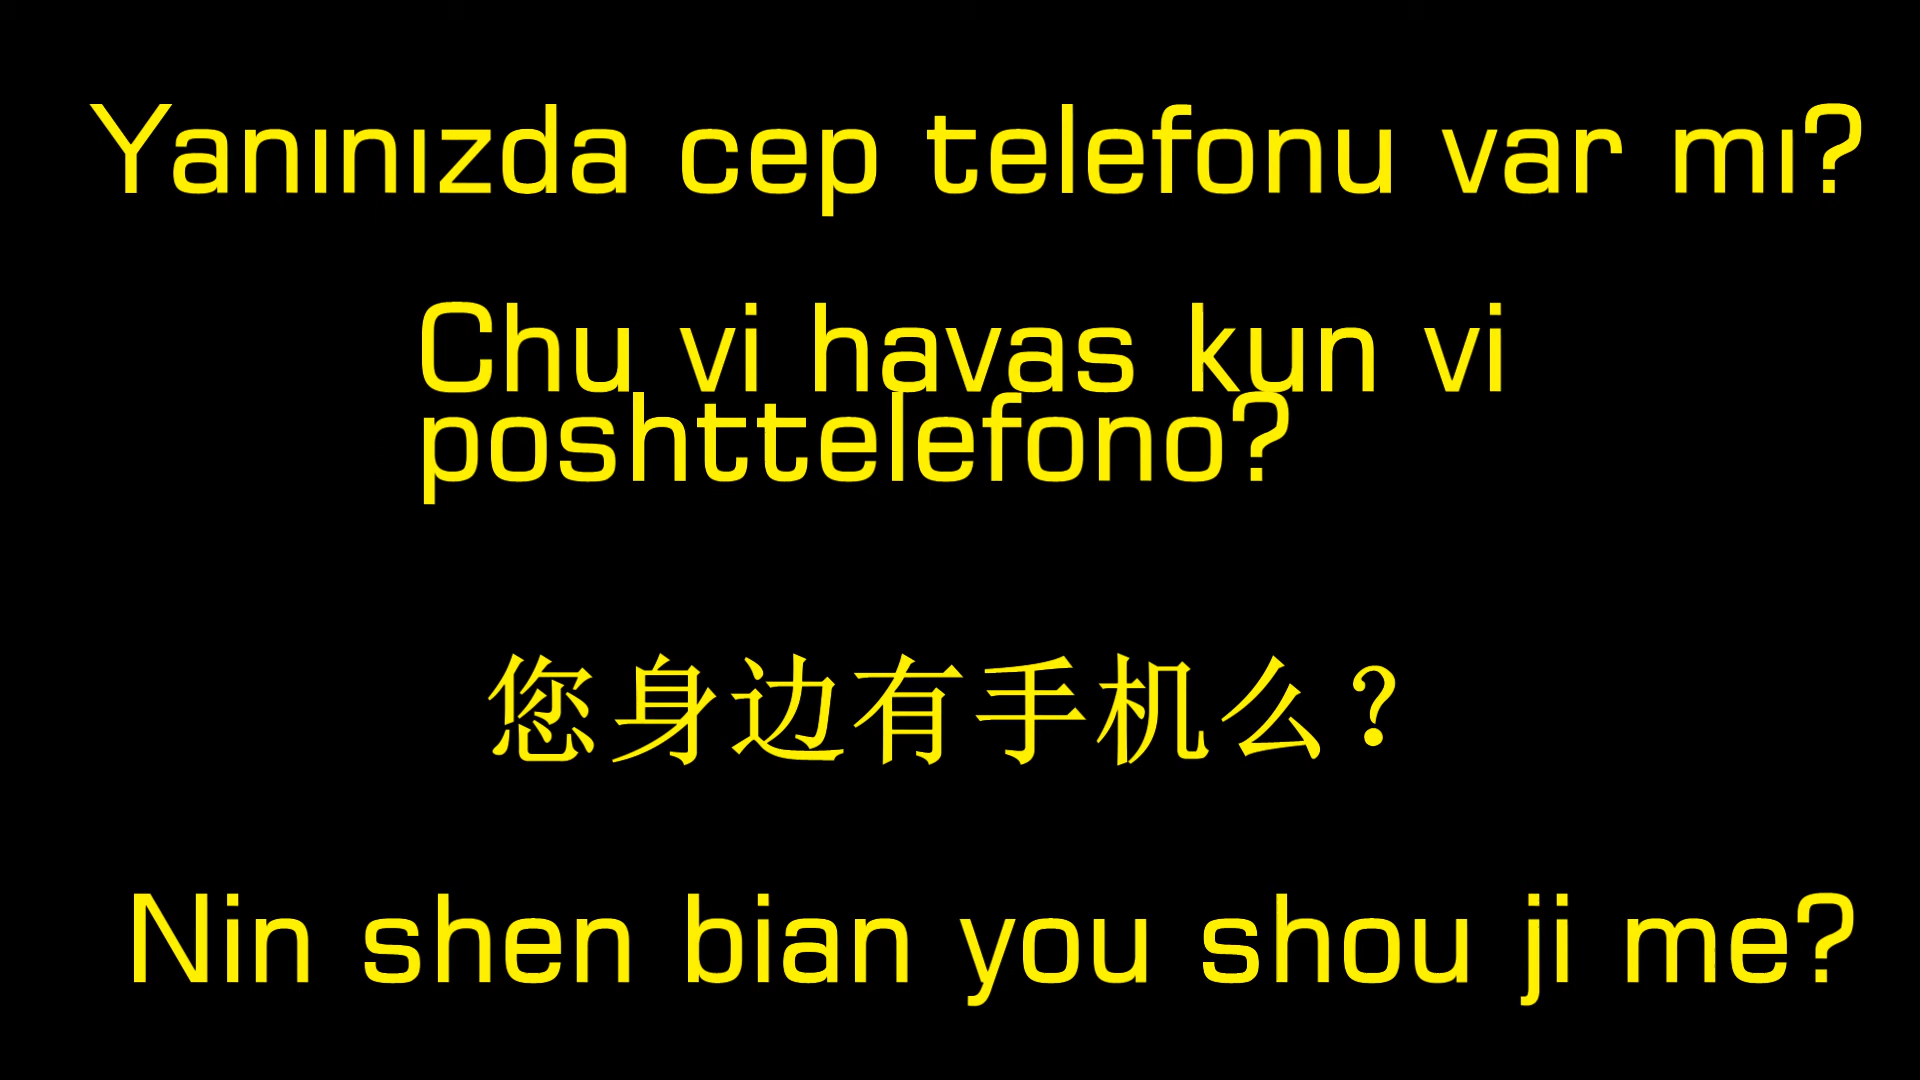 Yanınızda cep telefonu var mı?
Chu vi havas kun vi
poshttelefono?
您身边有手机么？
Nin shen bian you shou ji me?